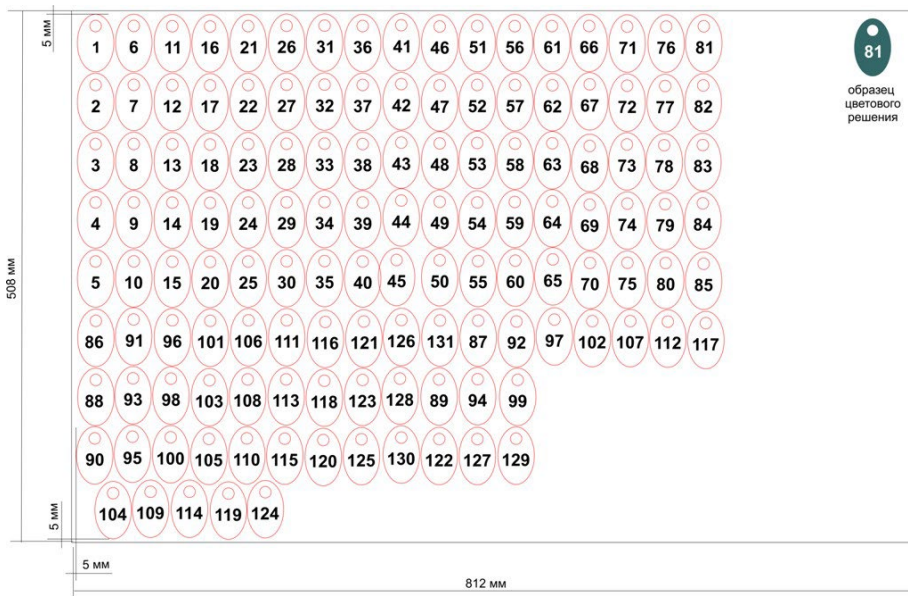 5 мм
1 6 11 16 21 26 31 36 41 46 51 56 61 66 71 76 81
81
образец
цветового
решения
2 7 12 17 22 27 32 37 42 47 52 57 62 67 72 77 82
3 8 13 18 23 28 33 38 43 48 53 58 63 68 73 78 83
4 9 14 19 24 29 34 39 44 49 54 59 64 69 74 79 84
5 10 15 20 25 30 35 40 45 50 55 60 65 70 75 80 85
508 мм
86 91 96 101 106 111 116 121 126 131 87 92 97 102 107 112 117
88 93 98 103 108 113 118 123 128 89 94 99
90 95 100 105 110 115 120 125 130 122 127 129
104 109 114 119 124
5 мм
5 мм
812 мм